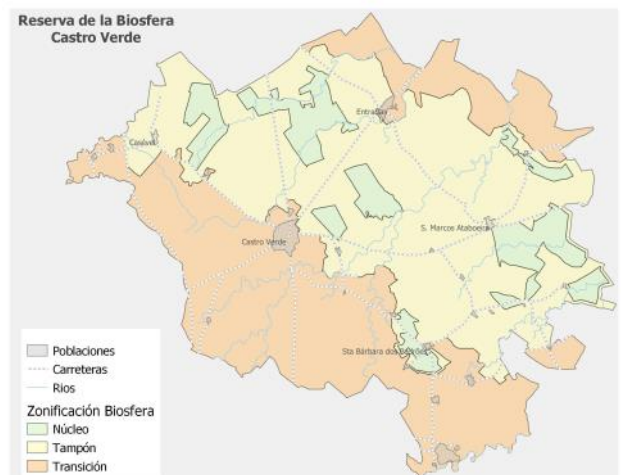 Reserva de la Biosfera
Castro Verde
Entradas
Casével
S. Marcos Ataboeira
Castro Verde
Sta Bárbara dos Padrões
Poblaciones
Carreteras
Rios
Zonificación Biosfera
Núcleo
Tampón
Transición